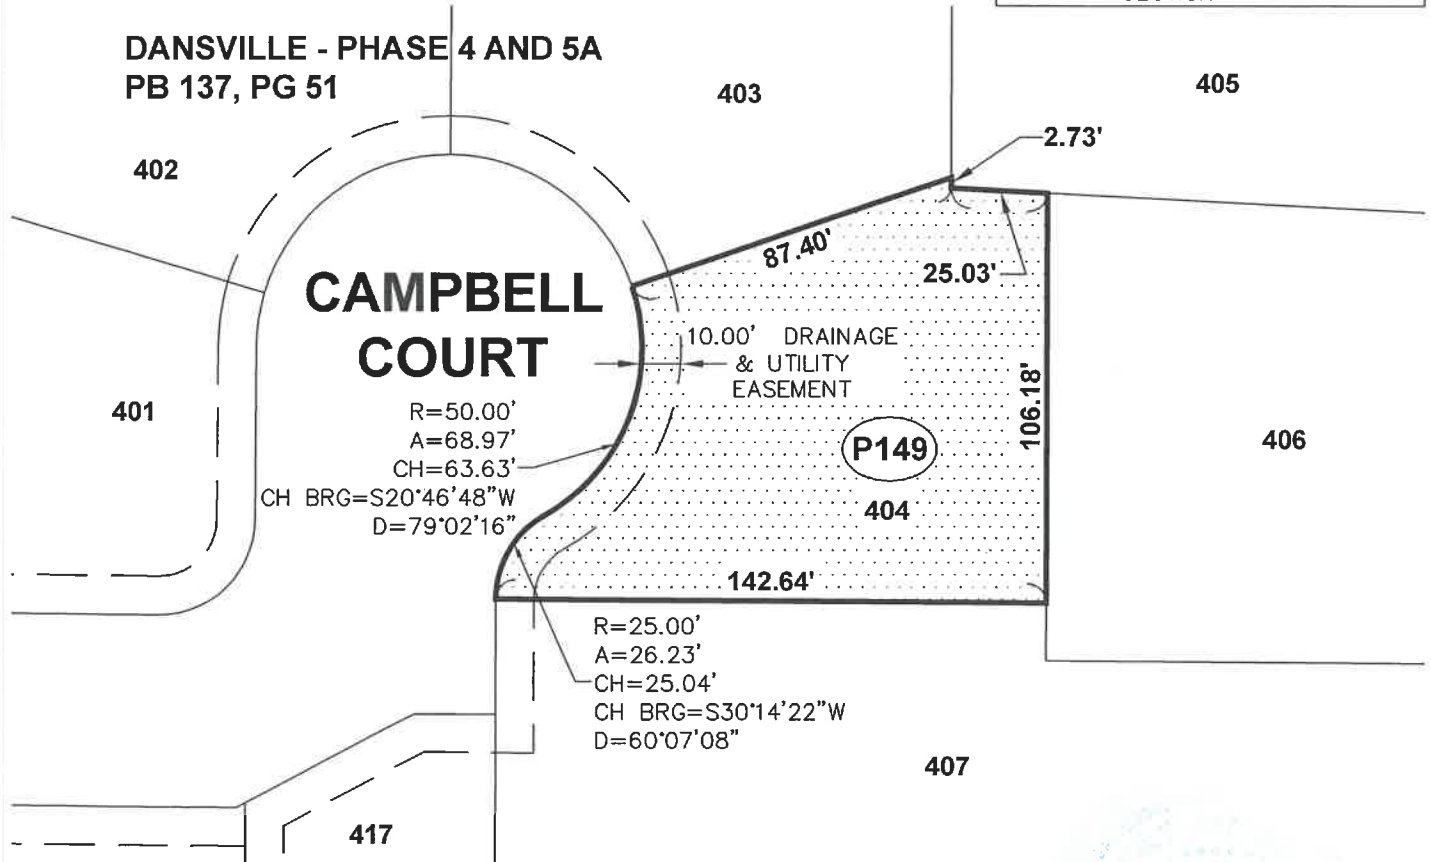 DANSVILLE - PHASE 4 AND 5A
PB 137, PG 51
403
405
402
2.73'
87.40'
25.03'
CAMPBELL
COURT
10.00' DRAINAGE
& UTILITY
EASEMENT
401
R=50.00'
A=68.97'
CH=63.63'
CH BRG=S20°46'48"W
D=79°02'16"
106.18'
P149
406
404
142.64'
R=25.00'
A=26.23'
CH=25.04'
CH BRG=S30°14'22"W
D=60°07'08"
407
417